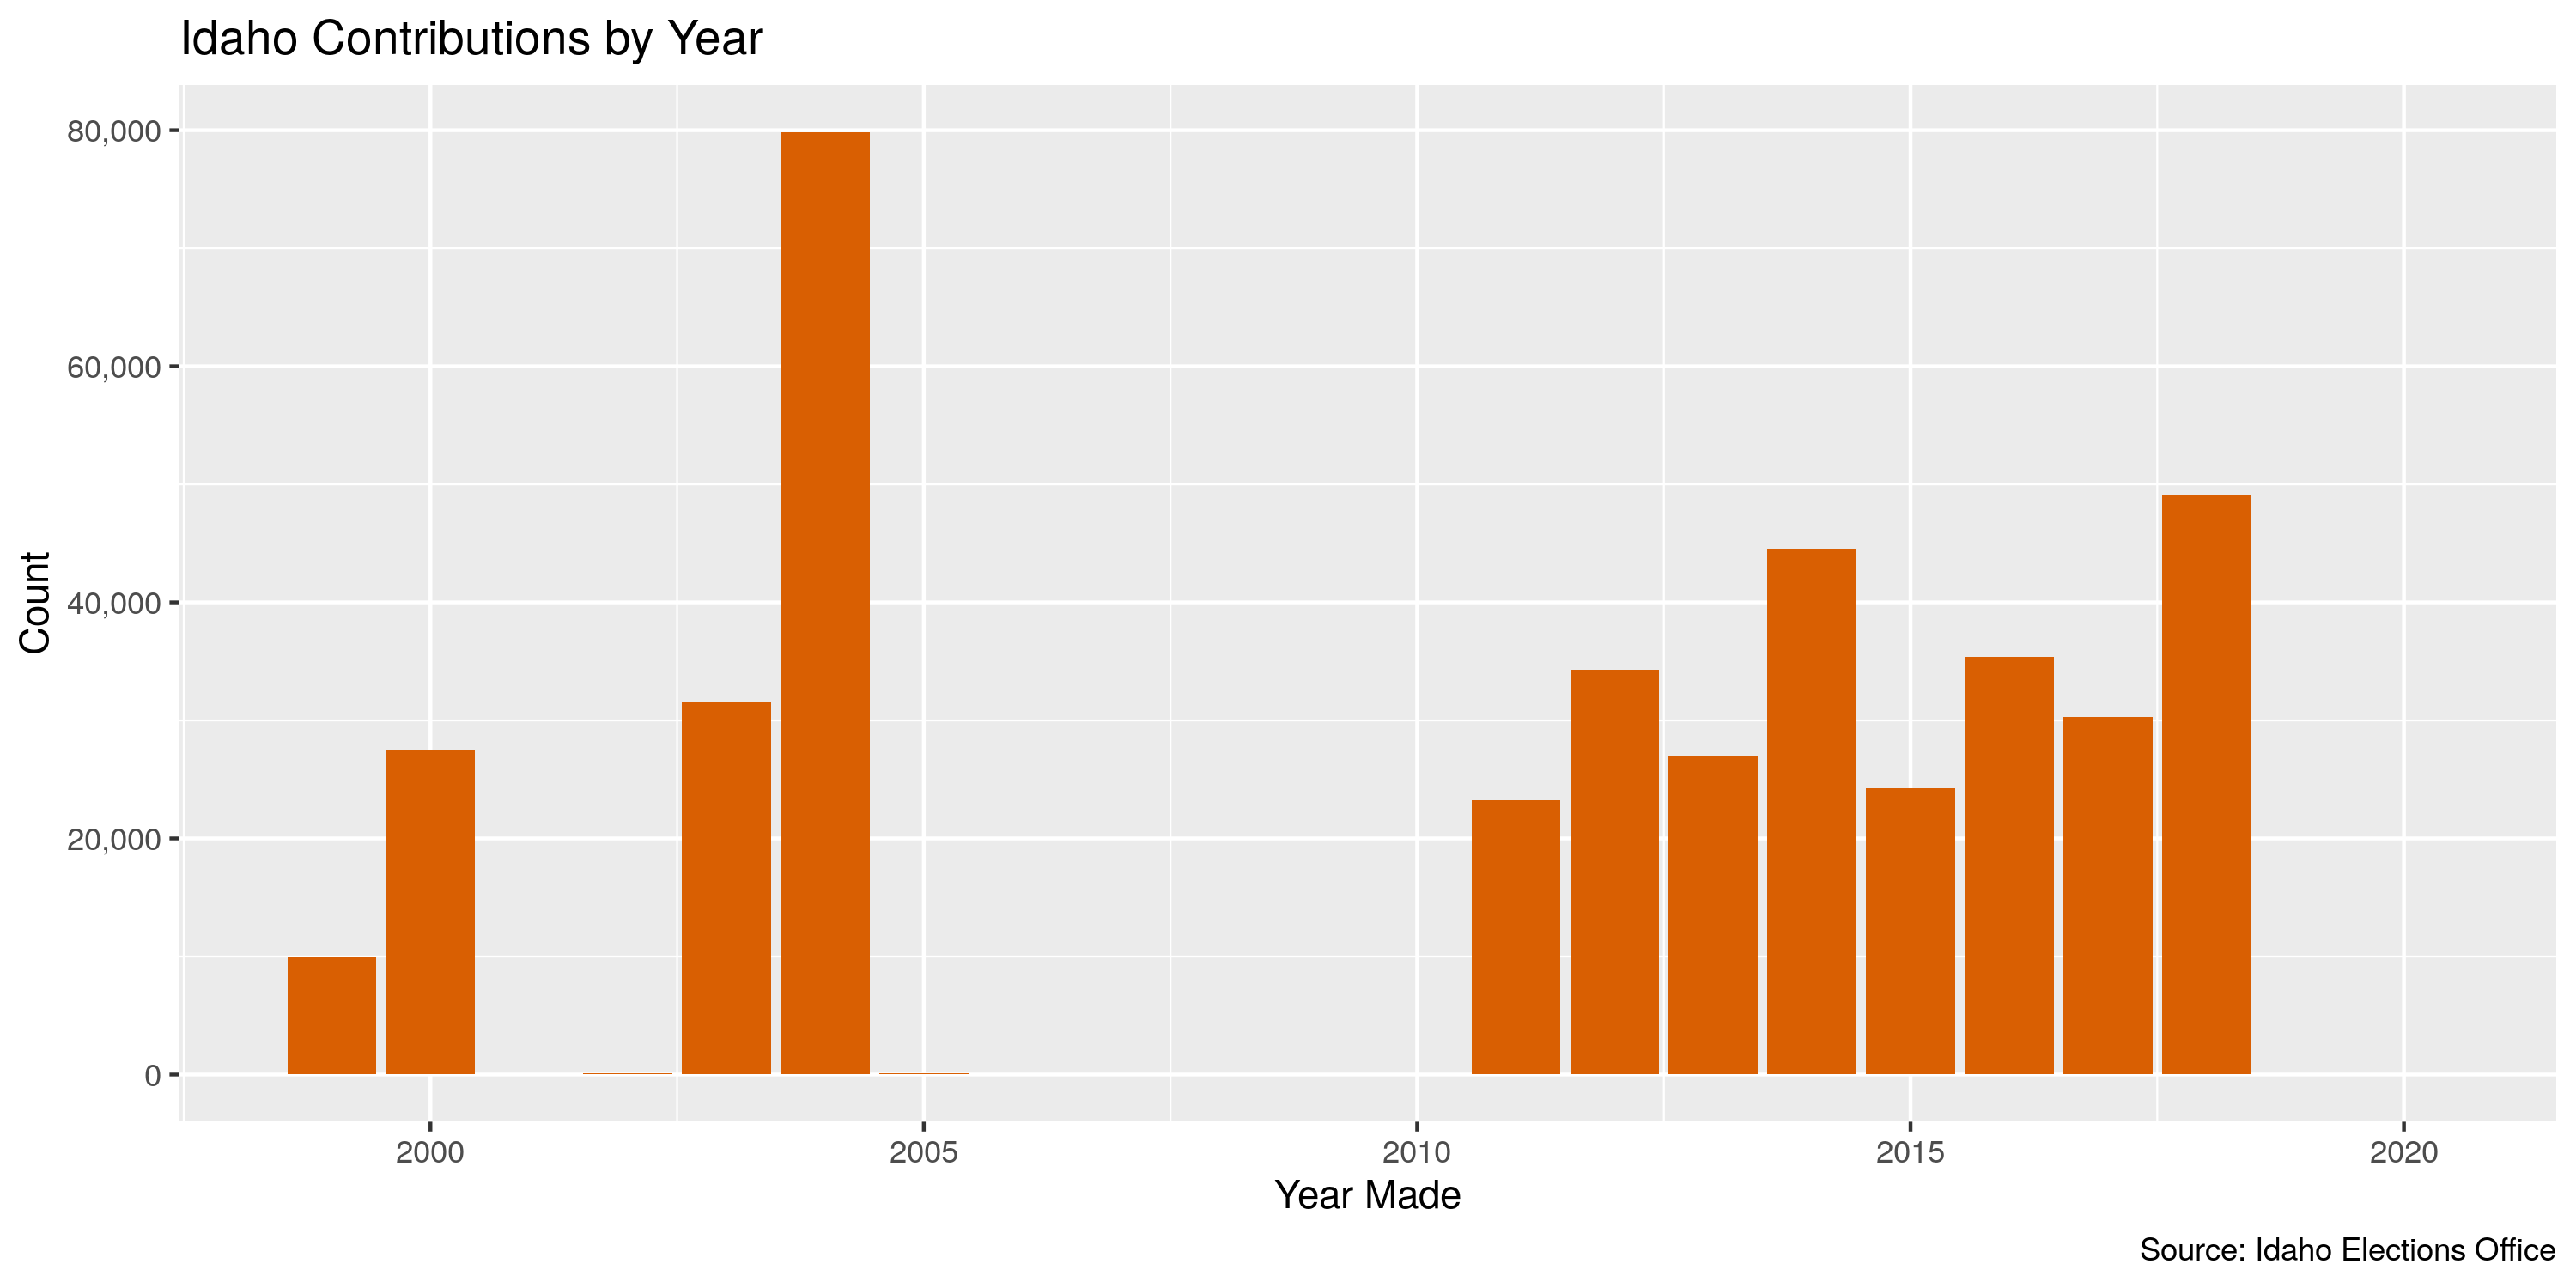 Idaho Contributions by Year
80,000
60,000
40,000
20,000
0
Count
2000
2005
2010
2015
2020
Year Made
Source: Idaho Elections Office